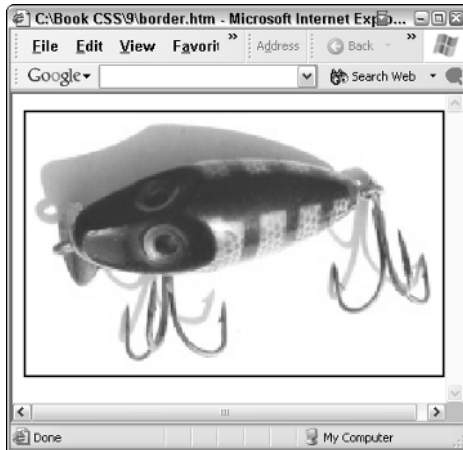 C:\Book CSS\9\border.htm - Microsoft Internet Exp
File Edit View Favorit » Address Back »
Google Search Web
Done My Computer